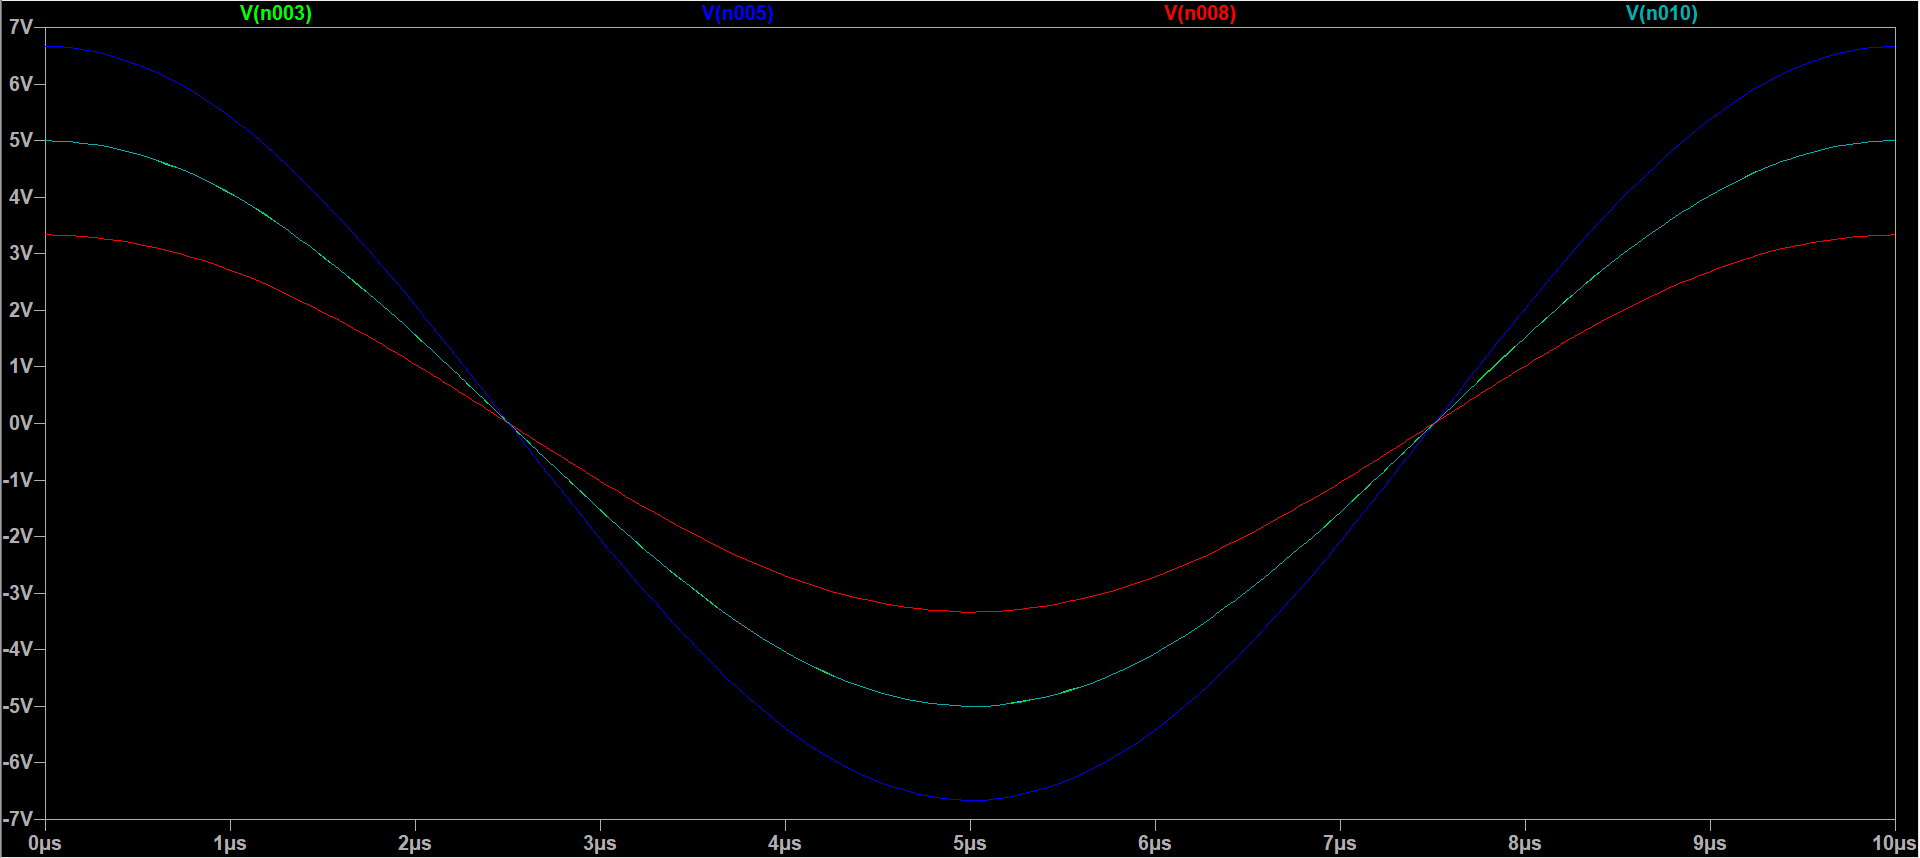 V(n003) V(n005) V(n008) V(n010)
7V
6V
5V
4V
3V
2V
1V
0V
-1V
-2V
-3V
-4V
-5V
-6V
-7V
0µs 1µs 2µs 3µs 4µs 5µs 6µs 7µs 8µs 9µs 10µs